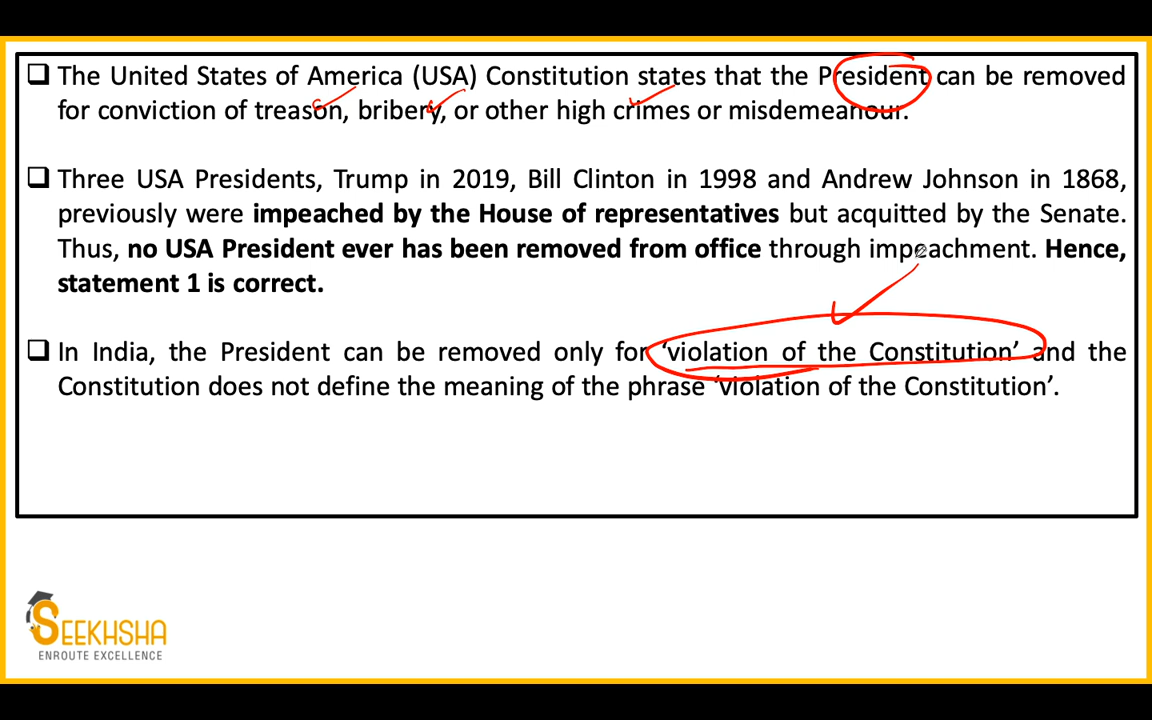 The United States of America (USA) Constitution states that the President can be removed
for conviction of treason, bribery, or other high crimes or misdemeanour.
Three USA Presidents, Trump in 2019, Bill Clinton in 1998 and Andrew Johnson in 1868,
previously were impeached by the House of representatives but acquitted by the Senate.
Thus, no USA President ever has been removed from office through impeachment. Hence,
statement 1 is correct.
In India, the President can be removed only for ‘violation of the Constitution’ and the
Constitution does not define the meaning of the phrase ‘violation of the Constitution’.
SEEKHSHA
ENROUTE EXCELLENCE